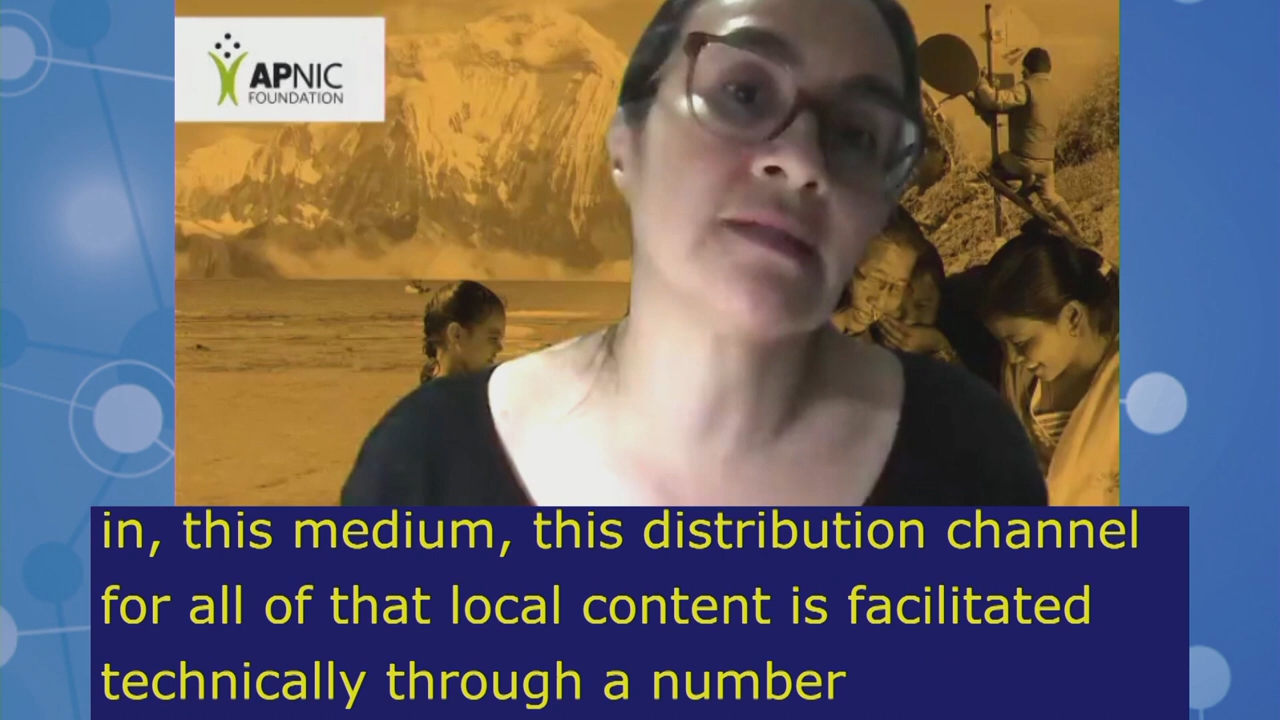 APNIC
FOUNDATION
in, this medium, this distribution channel
for all of that local content is facilitated
technically through a number